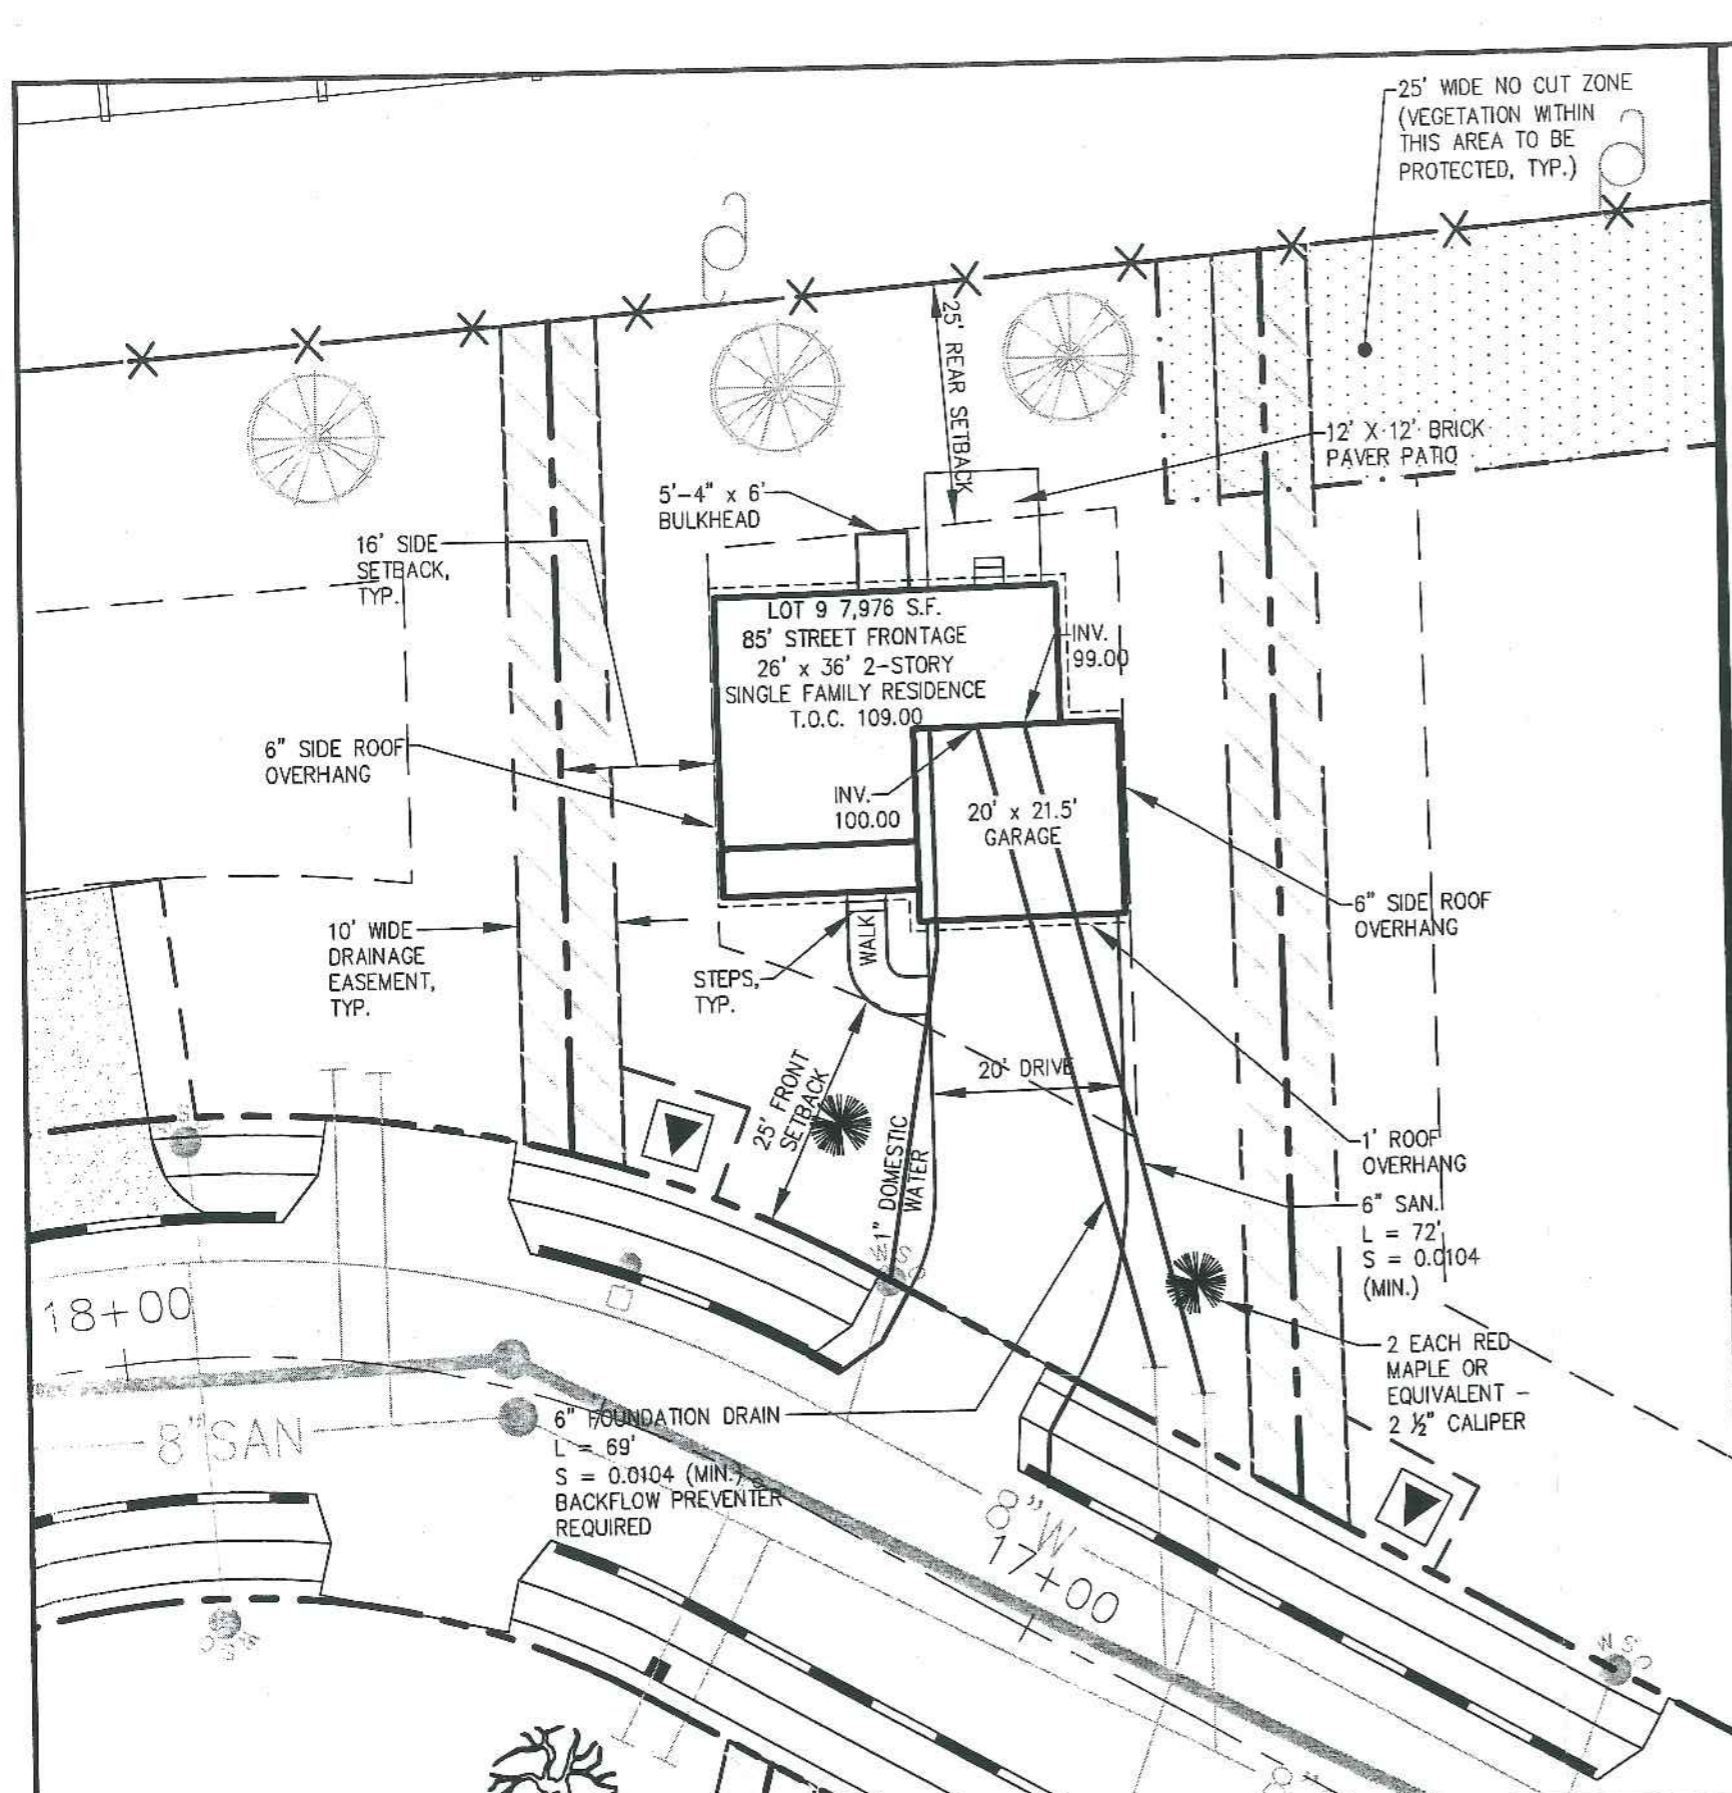 25' WIDE NO CUT ZONE
(VEGETATION WITHIN
THIS AREA TO BE
PROTECTED, TYP.)
25' REAR SETBACK
12' X 12' BRICK
PAVER PATIO
5'-4" x 6'
BULKHEAD
16' SIDE
SETBACK,
TYP.
LOT 9 7,976 S.F.
85' STREET FRONTAGE
26' x 36' 2-STORY
SINGLE FAMILY RESIDENCE
T.O.C. 109.00
INV.
99.00
6" SIDE ROOF
OVERHANG
INV.
100.00
20' x 21.5'
GARAGE
6" SIDE ROOF
OVERHANG
10' WIDE
DRAINAGE
EASEMENT,
TYP.
WALK
STEPS,
TYP.
25' FRONT
SETBACK
20' DRIVE
1" DOMESTIC
WATER
1' ROOF
OVERHANG
6" SAN.
L = 72'
S = 0.0104
(MIN.)
2 EACH RED
MAPLE OR
EQUIVALENT -
2 ½" CALIPER
18+00
8" SAN
6" FOUNDATION DRAIN
L = 69'
S = 0.0104 (MIN.)
BACKFLOW PREVENTER
REQUIRED
8" W
17+00
8"